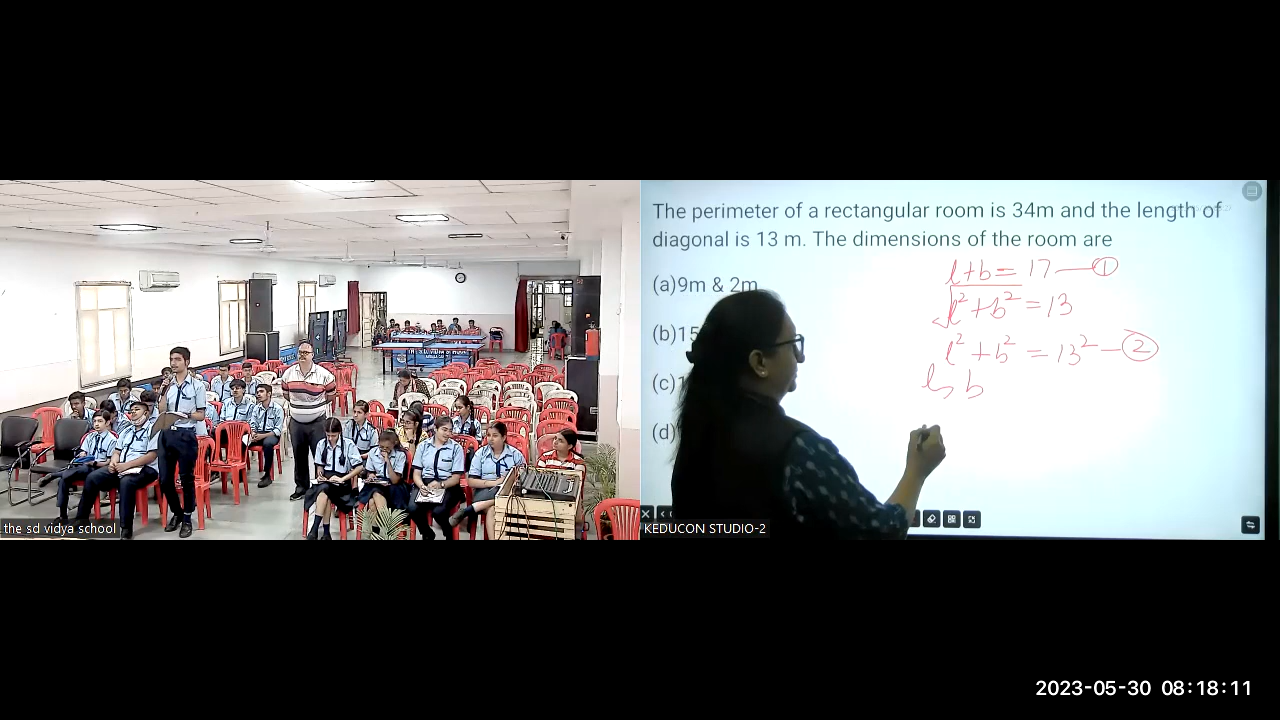 The perimeter of a rectangular room is 34m and the length of
diagonal is 13 m. The dimensions of the room are
(a)9m & 2m
(b)15
(c)1
(d)
l+b = 17 — ①
√l²+b² = 13
l²+b² = 13² — ②
l, b
the sd vidya school
KEDUCON STUDIO-2
2023-05-30 08:18:11